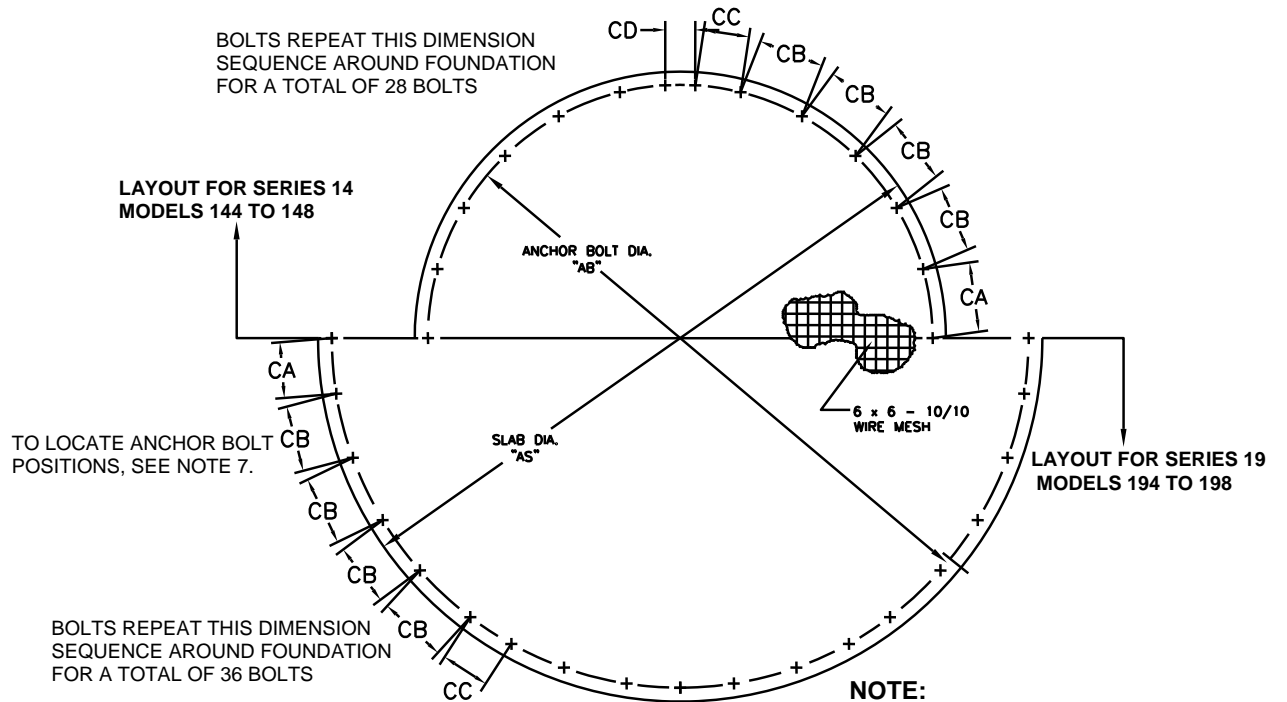 BOLTS REPEAT THIS DIMENSION
SEQUENCE AROUND FOUNDATION
FOR A TOTAL OF 28 BOLTS
CD
CC
CB
CB
CB
CB
CA
LAYOUT FOR SERIES 14
MODELS 144 TO 148
ANCHOR BOLT DIA.
"AB"
6 x 6 - 10/10
WIRE MESH
SLAB DIA.
"AS"
CA
CB
CB
CB
CB
CC
TO LOCATE ANCHOR BOLT
POSITIONS, SEE NOTE 7.
LAYOUT FOR SERIES 19
MODELS 194 TO 198
BOLTS REPEAT THIS DIMENSION
SEQUENCE AROUND FOUNDATION
FOR A TOTAL OF 36 BOLTS
NOTE: